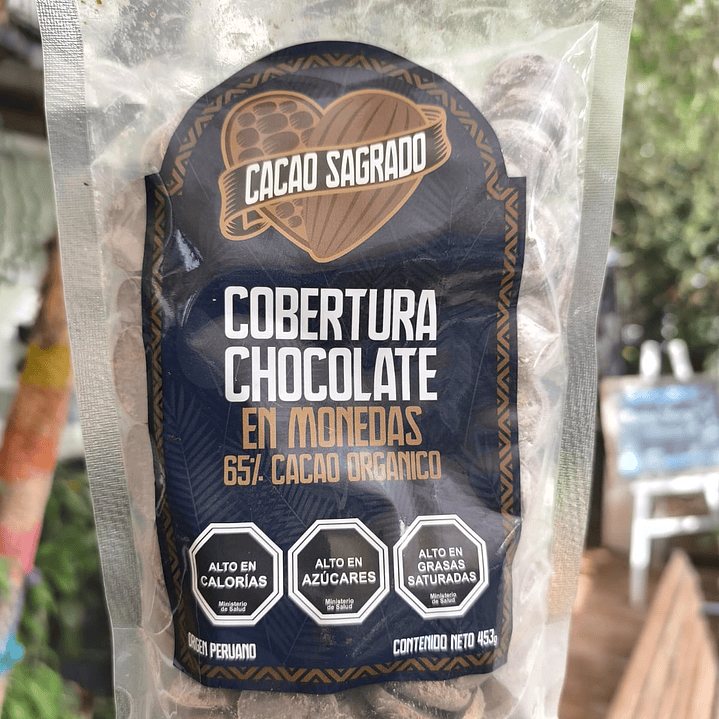 CACAO SAGRADO
COBERTURA
CHOCOLATE
EN MONEDAS
65% CACAO ORGANICO
ALTO EN
CALORÍAS
Ministerio
de Salud
ALTO EN
AZÚCARES
Ministerio
de Salud
ALTO EN
GRASAS
SATURADAS
Ministerio
de Salud
ORIGEN PERUANO
CONTENIDO NETO 453g